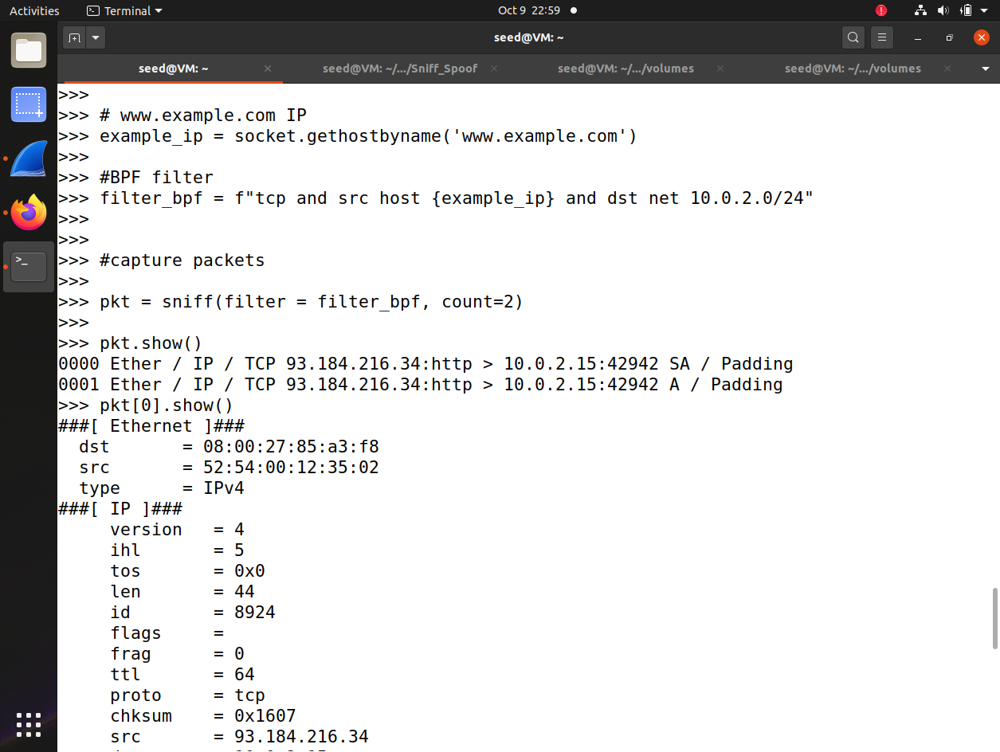 Activities Terminal Oct 9 22:59
seed@VM: ~
seed@VM: ~ seed@VM: ~/.../Sniff_Spoof seed@VM: ~/.../volumes seed@VM: ~/.../volumes
>>>
>>> # www.example.com IP
>>> example_ip = socket.gethostbyname('www.example.com')
>>>
>>> #BPF filter
>>> filter_bpf = f"tcp and src host {example_ip} and dst net 10.0.2.0/24"
>>>
>>>
>>> #capture packets
>>>
>>> pkt = sniff(filter = filter_bpf, count=2)
>>>
>>> pkt.show()
0000 Ether / IP / TCP 93.184.216.34:http > 10.0.2.15:42942 SA / Padding
0001 Ether / IP / TCP 93.184.216.34:http > 10.0.2.15:42942 A / Padding
>>> pkt[0].show()
###[ Ethernet ]###
  dst       = 08:00:27:85:a3:f8
  src       = 52:54:00:12:35:02
  type      = IPv4
###[ IP ]###
     version   = 4
     ihl       = 5
     tos       = 0x0
     len       = 44
     id        = 8924
     flags     =
     frag      = 0
     ttl       = 64
     proto     = tcp
     chksum    = 0x1607
     src       = 93.184.216.34